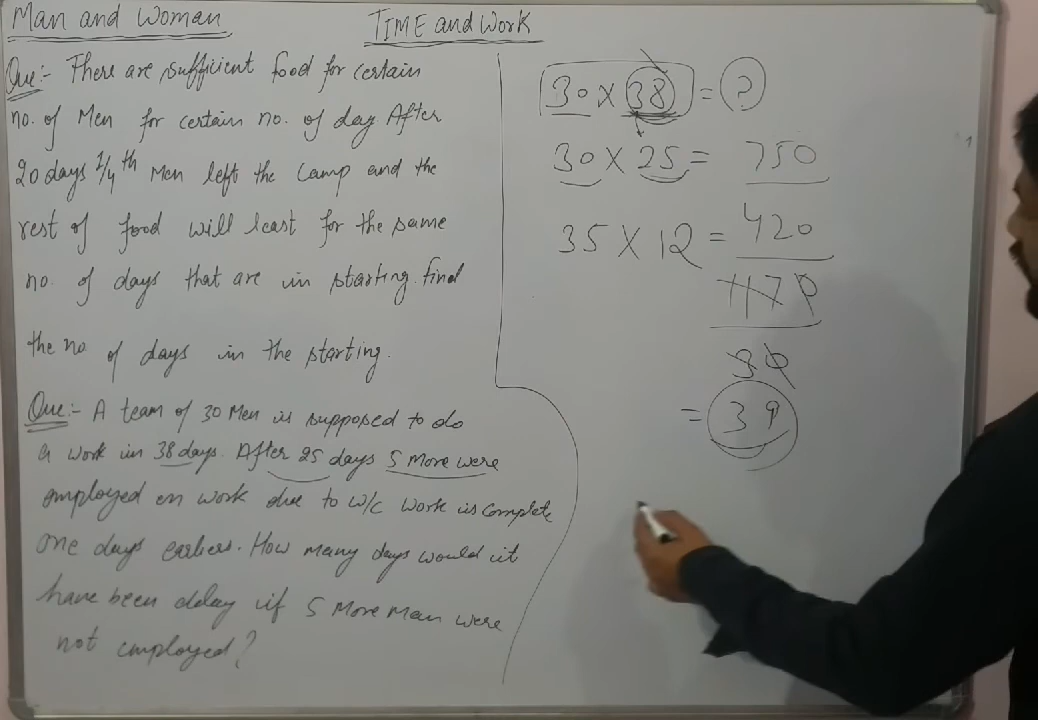 Man and Woman
TIME and Work
Que:- There are sufficient food for certain
no. of Men for certain no. of day After
20 days 1/4th Men left the Camp and the
rest of food will least for the same
no. of days that are in starting. find
the no of days in the starting.
Que:- A team of 30 Men is supposed to do
a work in 38 days. After 25 days 5 More were
employed on work due to w/c work is complete
one days earliers. How many days would it
have been delay if 5 More Man were
not employed?
30 × 38 = ?
30 × 25 = 750
35 × 12 = 420
1170
30
= 39